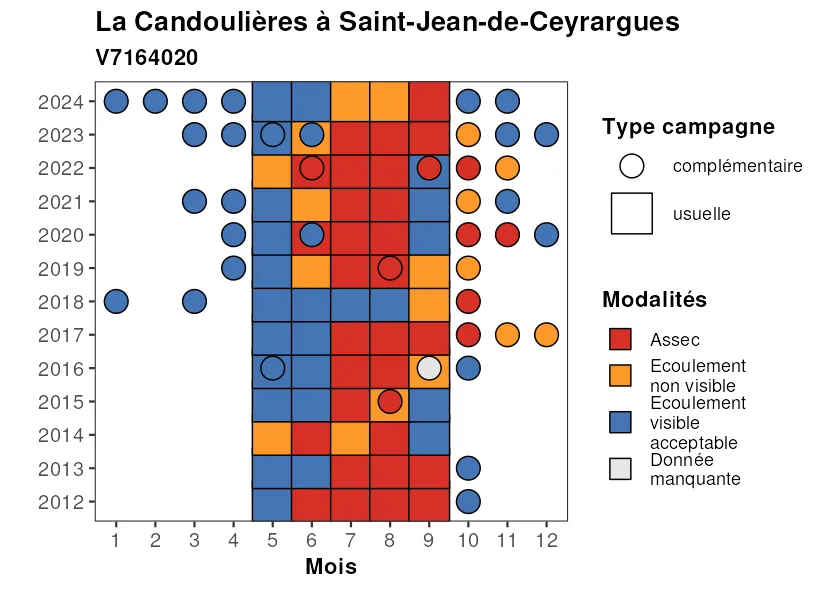 La Candoulières à Saint-Jean-de-Ceyrargues
V7164020
2024
2023
2022
2021
2020
2019
2018
2017
2016
2015
2014
2013
2012
1 2 3 4 5 6 7 8 9 10 11 12
Mois
Type campagne
complémentaire
usuelle
Modalités
Assec
Ecoulement
non visible
Ecoulement
visible
acceptable
Donnée
manquante